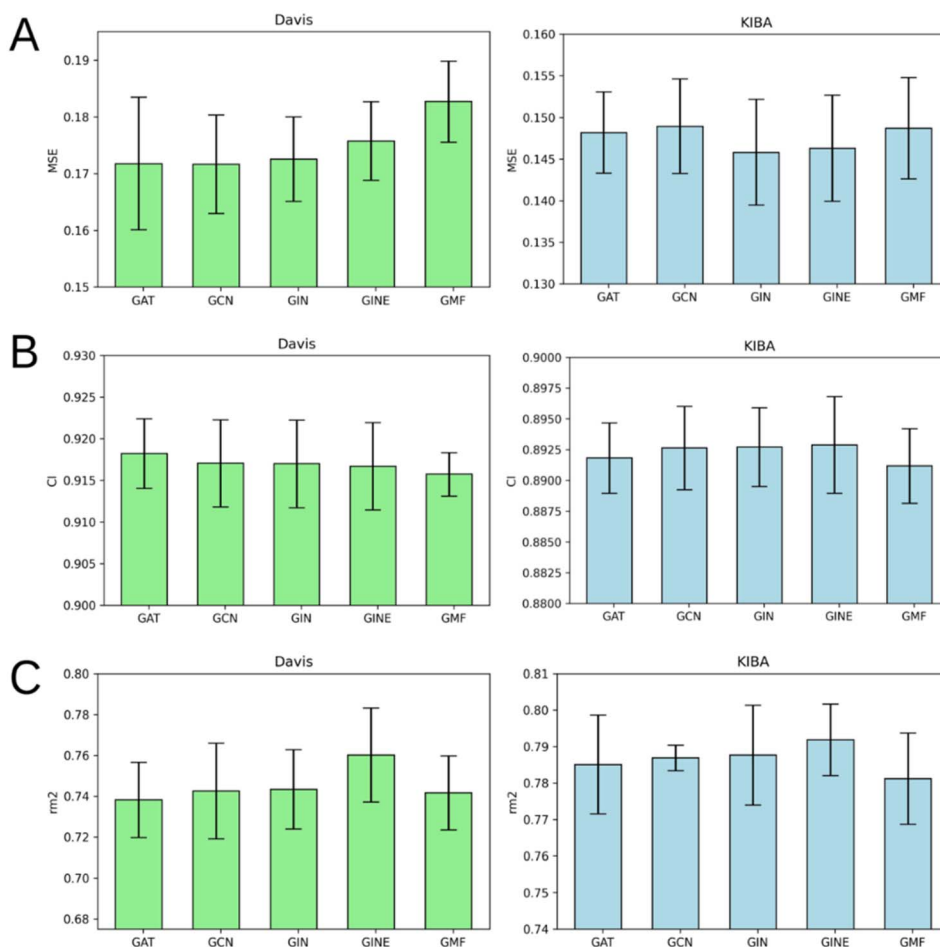 A
Davis
MSE
0.19
0.18
0.17
0.16
0.15
GAT GCN GIN GINE GMF
KIBA
MSE
0.160
0.155
0.150
0.145
0.140
0.135
0.130
GAT GCN GIN GINE GMF
B
Davis
CI
0.930
0.925
0.920
0.915
0.910
0.905
0.900
GAT GCN GIN GINE GMF
KIBA
CI
0.9000
0.8975
0.8950
0.8925
0.8900
0.8875
0.8850
0.8825
0.8800
GAT GCN GIN GINE GMF
C
Davis
rm2
0.80
0.78
0.76
0.74
0.72
0.70
0.68
GAT GCN GIN GINE GMF
KIBA
rm2
0.81
0.80
0.79
0.78
0.77
0.76
0.75
0.74
GAT GCN GIN GINE GMF